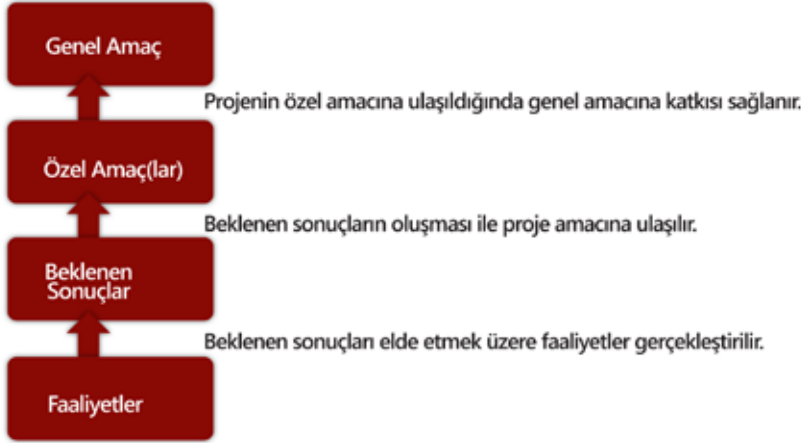 Genel Amaç
Projenin özel amacına ulaşıldığında genel amacına katkısı sağlanır.
Özel Amaç(lar)
Beklenen sonuçların oluşması ile proje amacına ulaşılır.
Beklenen
Sonuçlar
Beklenen sonuçları elde etmek üzere faaliyetler gerçekleştirilir.
Faaliyetler